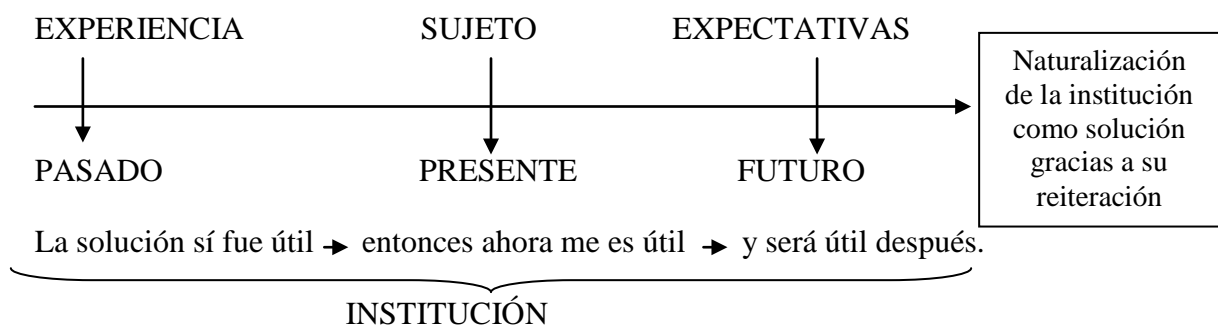 EXPERIENCIA SUJETO EXPECTATIVAS
PASADO PRESENTE FUTURO
Naturalización
de la institución
como solución
gracias a su
reiteración
La solución sí fue útil entonces ahora me es útil y será útil después.
INSTITUCIÓN